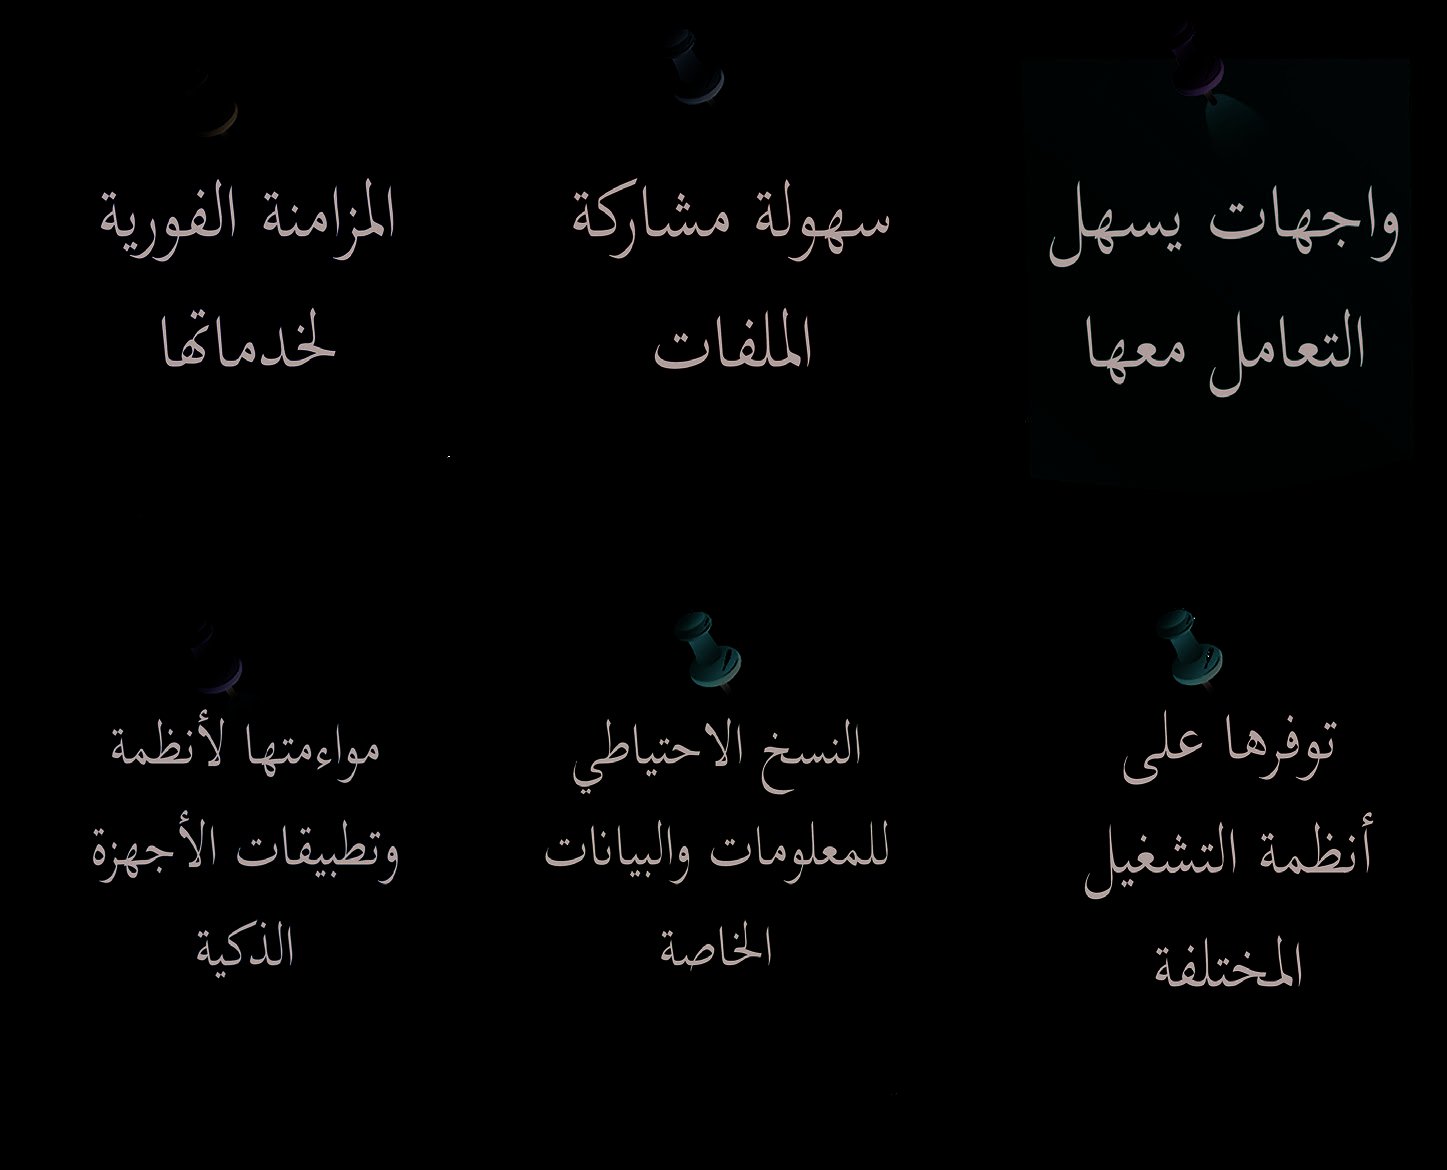 واجهات يسهل
التعامل معها
سهولة مشاركة
الملفات
المزامنة الفورية
لخدماتها
توفرها على
أنظمة التشغيل
المختلفة
النسخ الاحتياطي
للمعلومات والبيانات
الخاصة
مواءمتها لأنظمة
وتطبيقات الأجهزة
الذكية